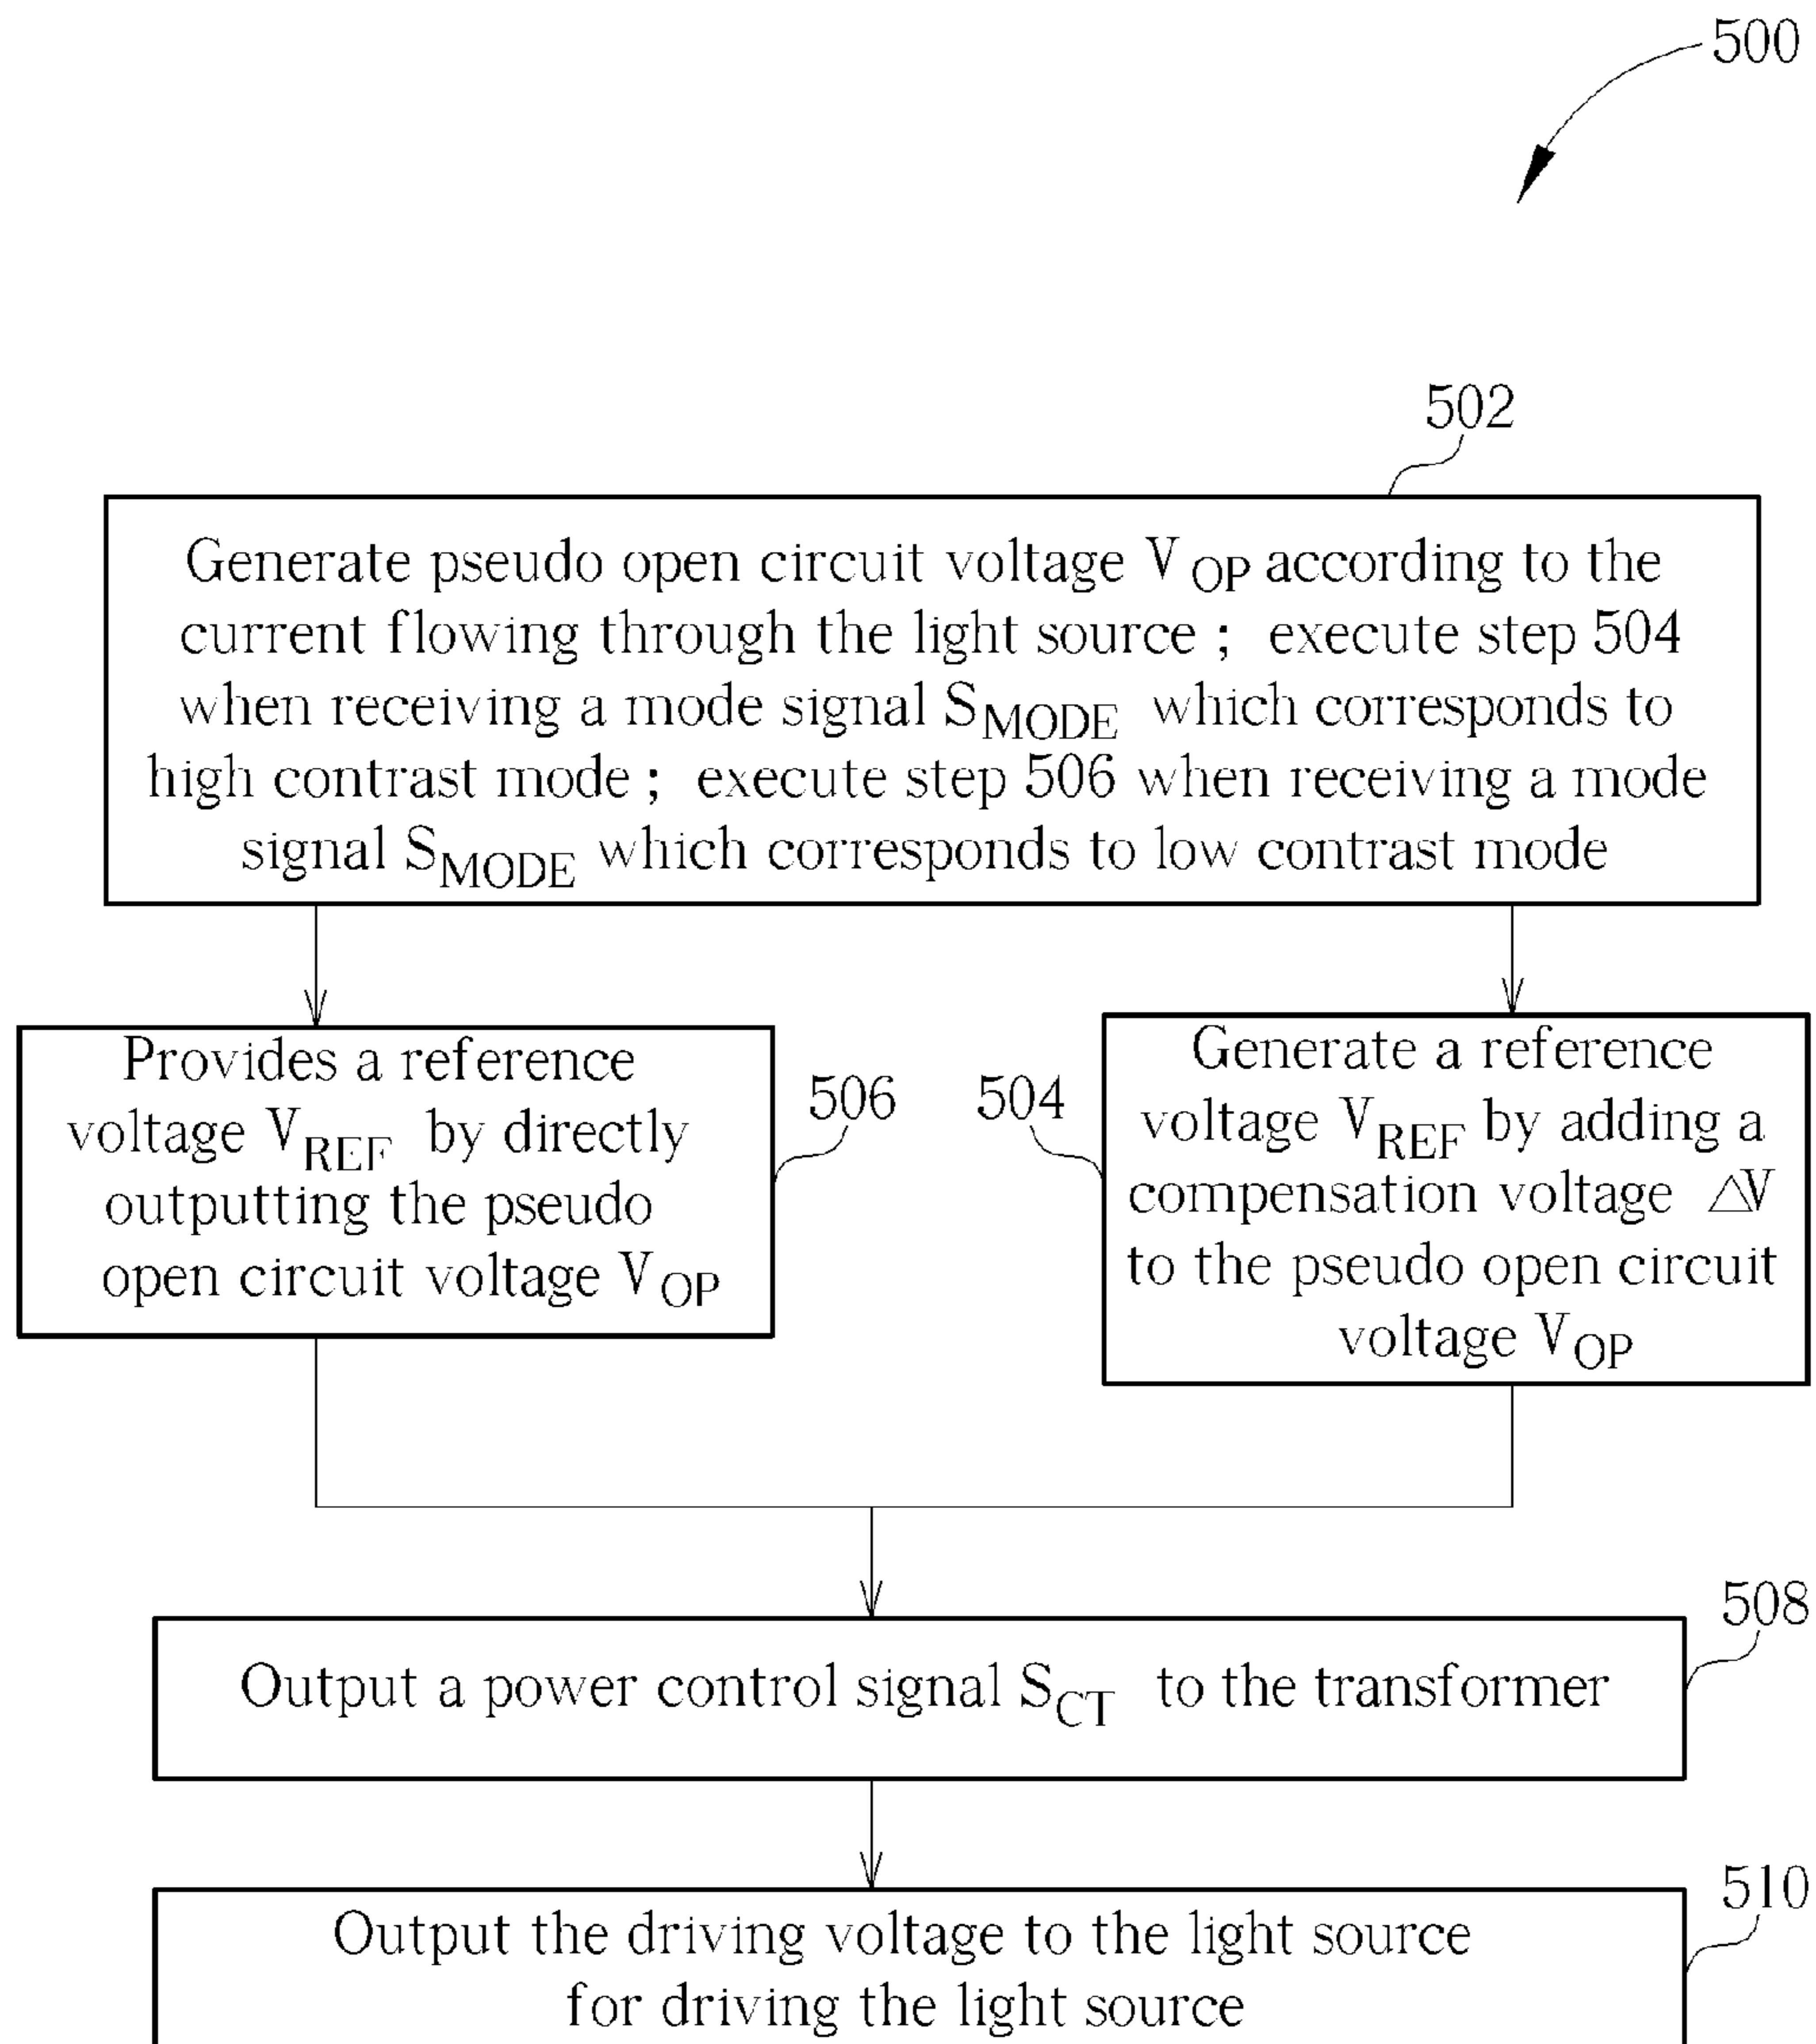 500
502
Generate pseudo open circuit voltage V OP according to the
current flowing through the light source ; execute step 504
when receiving a mode signal SMODE which corresponds to
high contrast mode ; execute step 506 when receiving a mode
signal SMODE which corresponds to low contrast mode
Provides a reference
voltage VREF by directly
outputting the pseudo
open circuit voltage VOP
506
504
Generate a reference
voltage VREF by adding a
compensation voltage △V
to the pseudo open circuit
voltage VOP
508
Output a power control signal SCT to the transformer
510
Output the driving voltage to the light source
for driving the light source